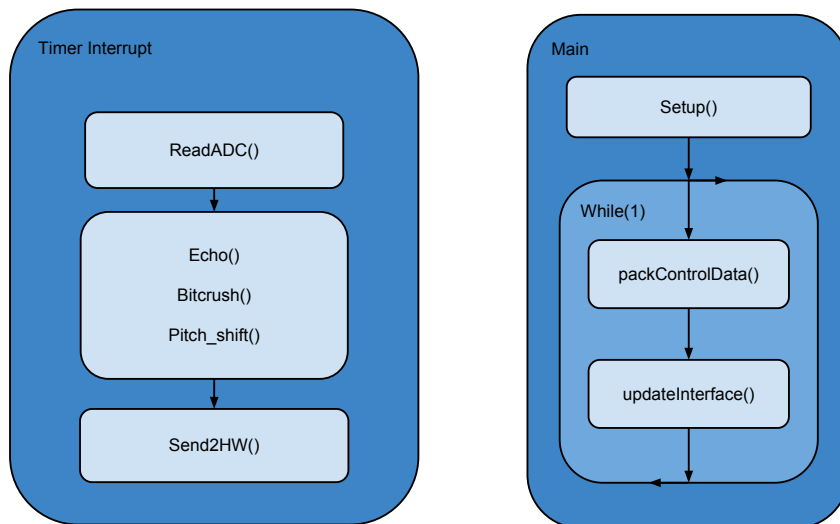 Timer Interrupt
ReadADC()
Echo()
Bitcrush()
Pitch_shift()
Send2HW()
Main
Setup()
While(1)
packControlData()
updateInterface()